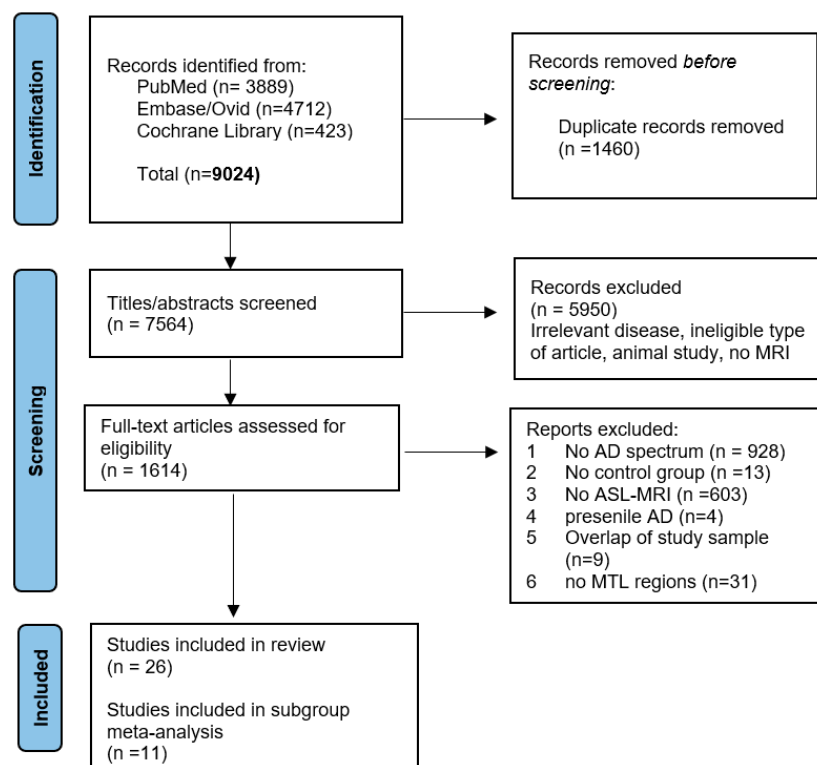 Identification
Records identified from:
PubMed (n= 3889)
Embase/Ovid (n=4712)
Cochrane Library (n=423)
Total (n=9024)
Records removed before
screening:
Duplicate records removed
(n =1460)
Screening
Titles/abstracts screened
(n = 7564)
Records excluded
(n = 5950)
Irrelevant disease, ineligible type
of article, animal study, no MRI
Full-text articles assessed for
eligibility
(n = 1614)
Reports excluded:
1 No AD spectrum (n = 928)
2 No control group (n =13)
3 No ASL-MRI (n =603)
4 presenile AD (n=4)
5 Overlap of study sample
(n=9)
6 no MTL regions (n=31)
Included
Studies included in review
(n = 26)
Studies included in subgroup
meta-analysis
(n =11)